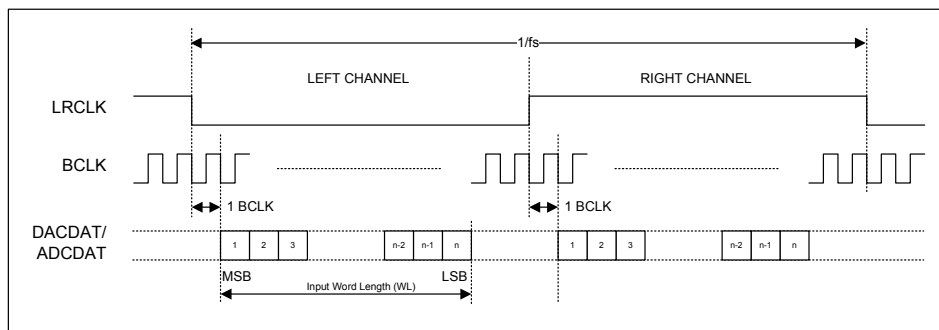 1/fs
LEFT CHANNEL RIGHT CHANNEL
LRCLK
BCLK
1 BCLK 1 BCLK
DACDAT/
ADCDAT
1 2 3 n-2 n-1 n 1 2 3 n-2 n-1 n
MSB LSB
Input Word Length (WL)